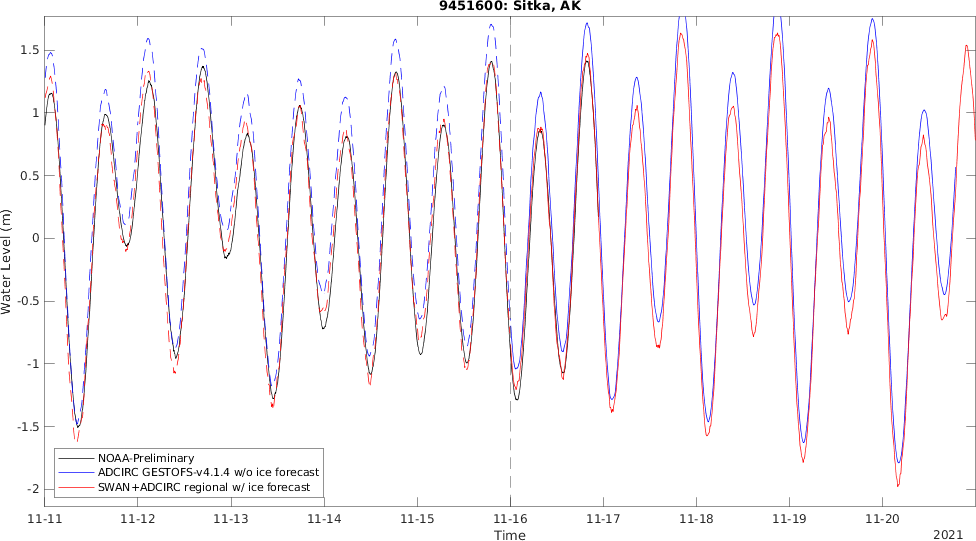 9451600: Sitka, AK
Water Level (m)
1.5
1
0.5
0
-0.5
-1
-1.5
-2
NOAA-Preliminary
ADCIRC GESTOFS-v4.1.4 w/o ice forecast
SWAN+ADCIRC regional w/ ice forecast
11-11 11-12 11-13 11-14 11-15 11-16 11-17 11-18 11-19 11-20
Time
2021